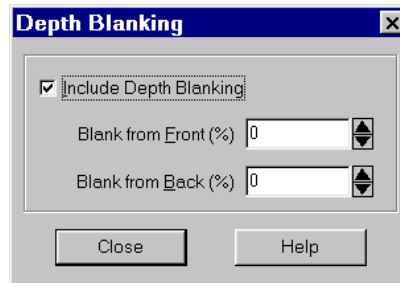 Depth Blanking
Include Depth Blanking
Blank from Front (%) 0
Blank from Back (%) 0
Close Help